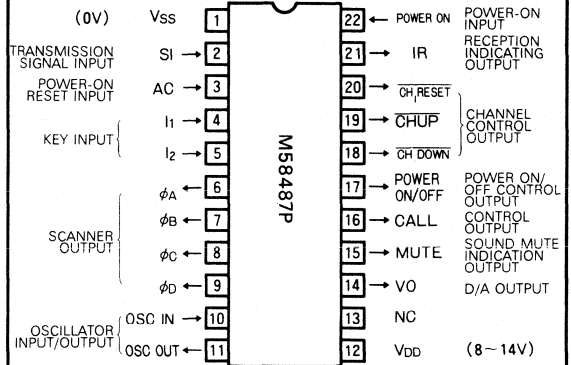 (0V) VSS 1
TRANSMISSION
SIGNAL INPUT
SI → 2
POWER-ON
RESET INPUT
AC → 3
KEY INPUT
I1 → 4
I2 → 5
SCANNER
OUTPUT
φA ← 6
φB ← 7
φC ← 8
φD ← 9
OSCILLATOR
INPUT/OUTPUT
OSC IN → 10
OSC OUT ← 11
M58487P
22 ← POWER ON
POWER-ON
INPUT
21 → IR
RECEPTION
INDICATING
OUTPUT
20 → CH,RESET
19 → CHUP
18 → CH DOWN
CHANNEL
CONTROL
OUTPUT
17 → POWER
ON/OFF
POWER ON/
OFF CONTROL
OUTPUT
16 → CALL
CONTROL
OUTPUT
15 → MUTE
SOUND MUTE
INDICATION
OUTPUT
14 → VO
D/A OUTPUT
13 NC
12 VDD (8~14V)